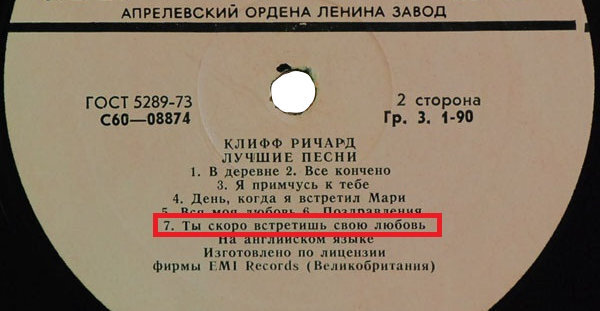 АПРЕЛЕВСКИЙ ОРДЕНА ЛЕНИНА ЗАВОД
ГОСТ 5289-73
С60—08874
2 сторона
Гр. 3. 1-90
КЛИФФ РИЧАРД
ЛУЧШИЕ ПЕСНИ
1. В деревне 2. Все кончено
3. Я примчусь к тебе
4. День, когда я встретил Мари
5. Вся моя любовь 6. Поздравления
7. Ты скоро встретишь свою любовь
На английском языке
Изготовлено по лицензии
фирмы EMI Records (Великобритания)